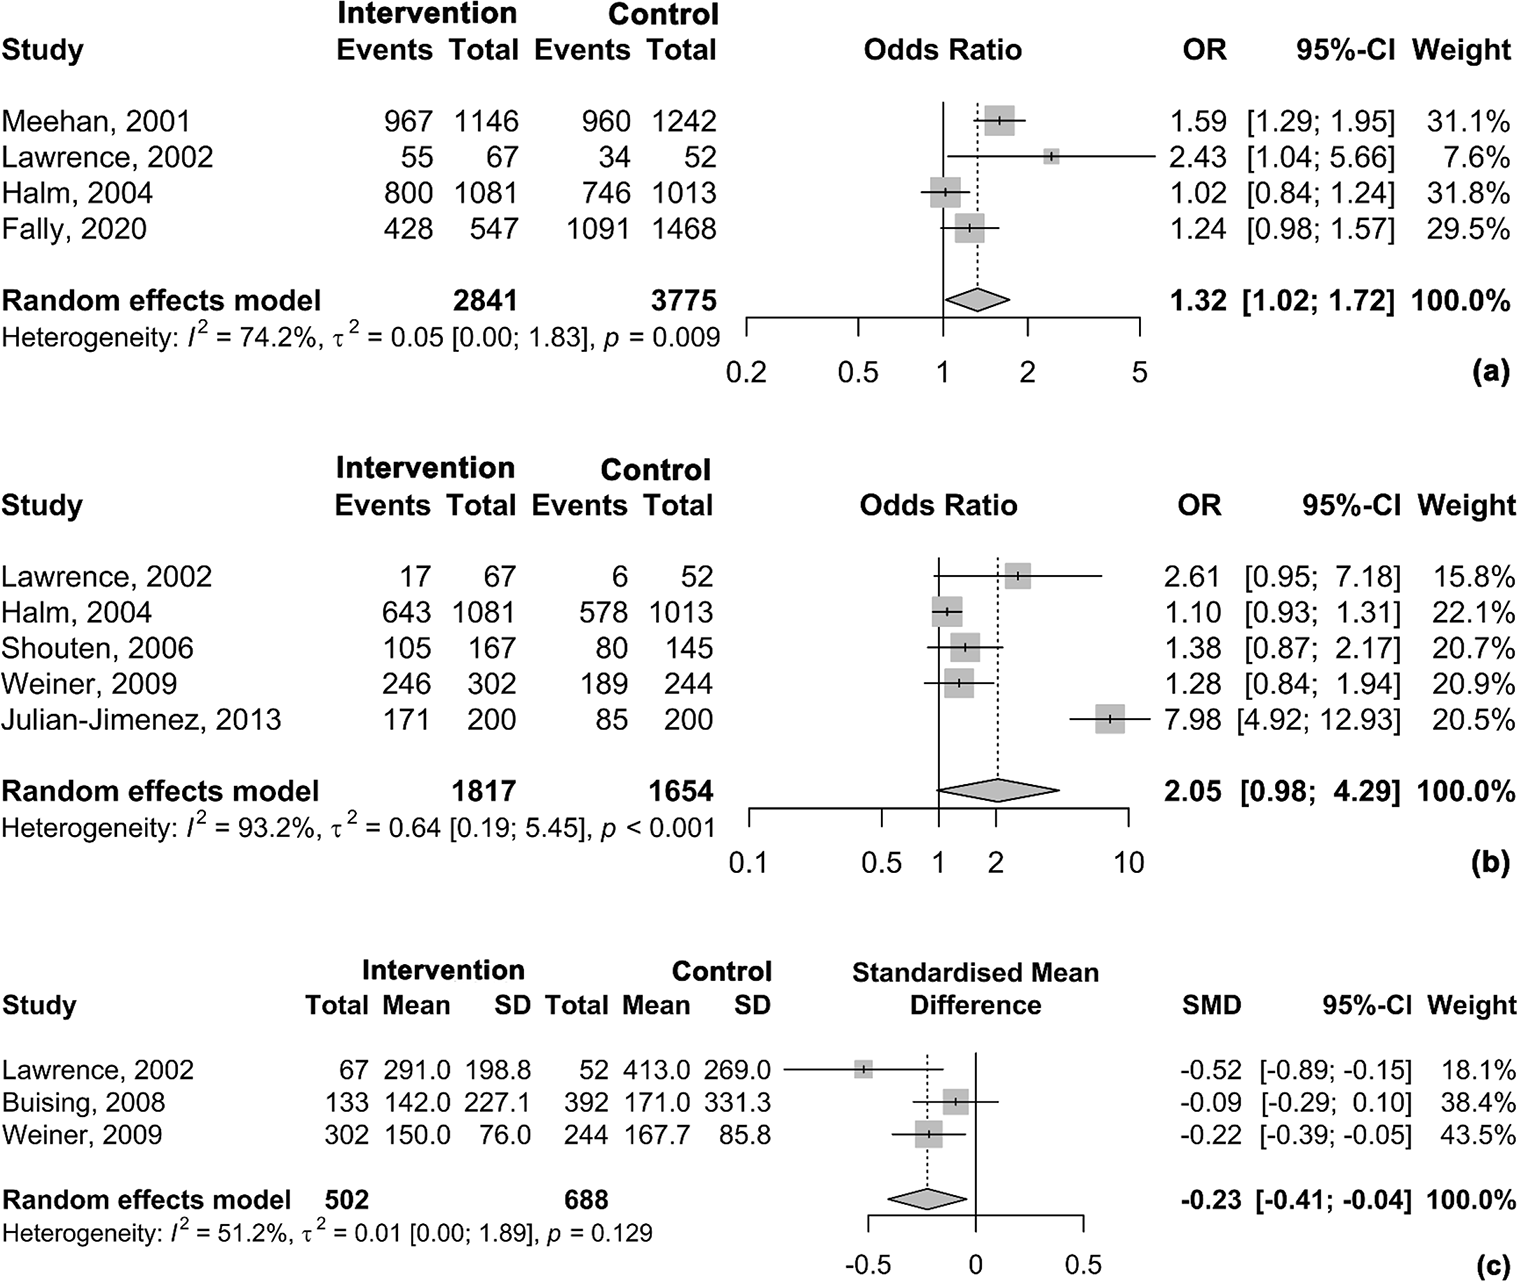 Intervention Control
Study Events Total Events Total Odds Ratio OR 95%-CI Weight
Meehan, 2001 967 1146 960 1242 1.59 [1.29; 1.95] 31.1%
Lawrence, 2002 55 67 34 52 2.43 [1.04; 5.66] 7.6%
Halm, 2004 800 1081 746 1013 1.02 [0.84; 1.24] 31.8%
Fally, 2020 428 547 1091 1468 1.24 [0.98; 1.57] 29.5%
Random effects model 2841 3775 1.32 [1.02; 1.72] 100.0%
Heterogeneity: I² = 74.2%, τ² = 0.05 [0.00; 1.83], p = 0.009
0.2 0.5 1 2 5 (a)
Intervention Control
Study Events Total Events Total Odds Ratio OR 95%-CI Weight
Lawrence, 2002 17 67 6 52 2.61 [0.95; 7.18] 15.8%
Halm, 2004 643 1081 578 1013 1.10 [0.93; 1.31] 22.1%
Shouten, 2006 105 167 80 145 1.38 [0.87; 2.17] 20.7%
Weiner, 2009 246 302 189 244 1.28 [0.84; 1.94] 20.9%
Julian-Jimenez, 2013 171 200 85 200 7.98 [4.92; 12.93] 20.5%
Random effects model 1817 1654 2.05 [0.98; 4.29] 100.0%
Heterogeneity: I² = 93.2%, τ² = 0.64 [0.19; 5.45], p < 0.001
0.1 0.5 1 2 10 (b)
Intervention Control Standardised Mean
Study Total Mean SD Total Mean SD Difference SMD 95%-CI Weight
Lawrence, 2002 67 291.0 198.8 52 413.0 269.0 -0.52 [-0.89; -0.15] 18.1%
Buising, 2008 133 142.0 227.1 392 171.0 331.3 -0.09 [-0.29; 0.10] 38.4%
Weiner, 2009 302 150.0 76.0 244 167.7 85.8 -0.22 [-0.39; -0.05] 43.5%
Random effects model 502 688 -0.23 [-0.41; -0.04] 100.0%
Heterogeneity: I² = 51.2%, τ² = 0.01 [0.00; 1.89], p = 0.129
-0.5 0 0.5 (c)